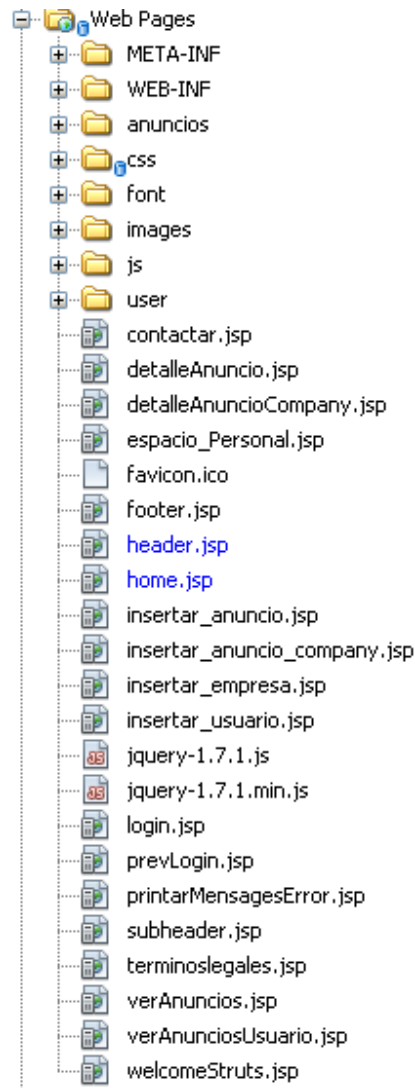 Web Pages
META-INF
WEB-INF
anuncios
css
font
images
js
user
contactar.jsp
detalleAnuncio.jsp
detalleAnuncioCompany.jsp
espacio_Personal.jsp
favicon.ico
footer.jsp
header.jsp
home.jsp
insertar_anuncio.jsp
insertar_anuncio_company.jsp
insertar_empresa.jsp
insertar_usuario.jsp
jquery-1.7.1.js
jquery-1.7.1.min.js
login.jsp
prevLogin.jsp
printarMensagesError.jsp
subheader.jsp
terminoslegales.jsp
verAnuncios.jsp
verAnunciosUsuario.jsp
welcomeStruts.jsp